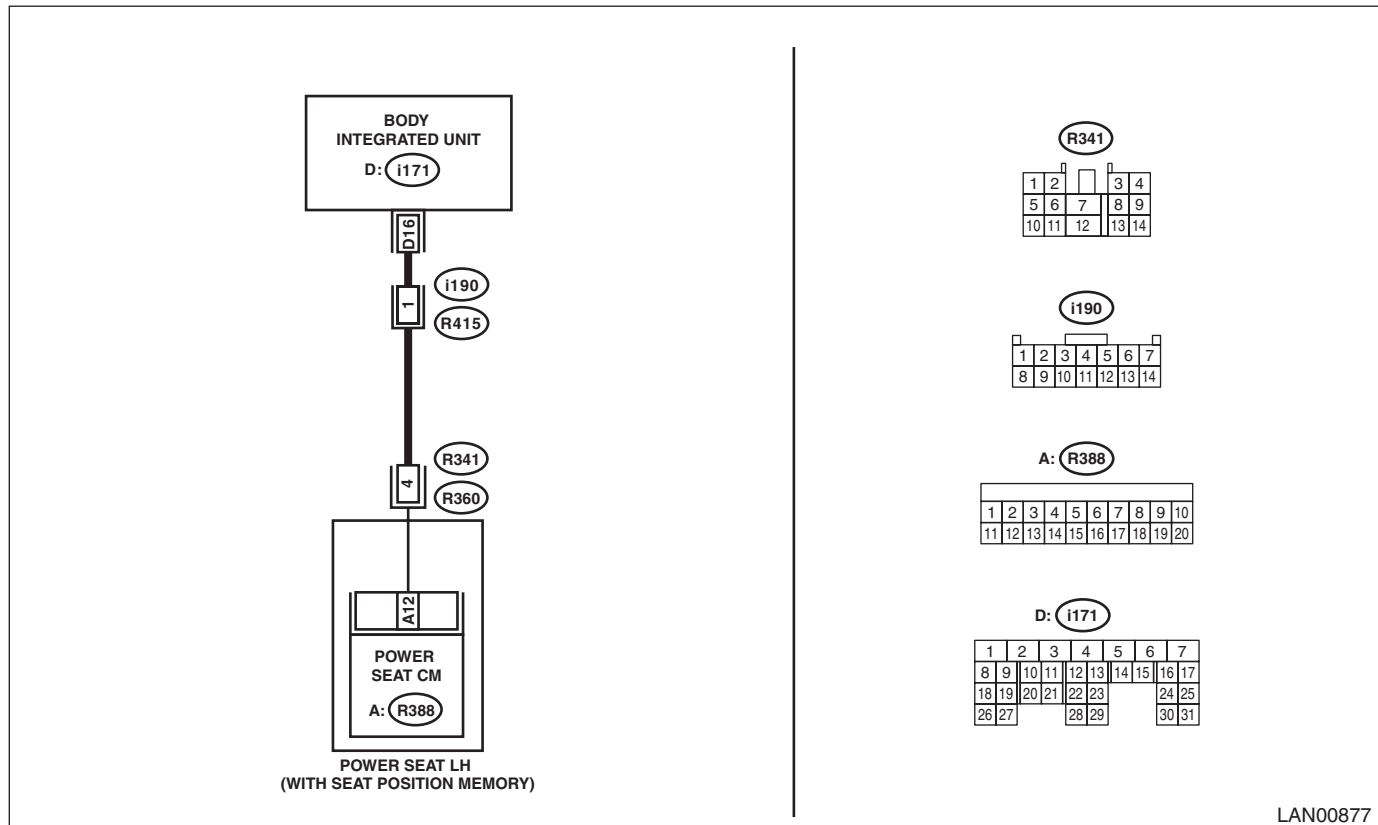 BODY
INTEGRATED UNIT
D: i171
D16
1
i190
R415
4
R341
R360
A12
POWER
SEAT CM
A: R388
POWER SEAT LH
(WITH SEAT POSITION MEMORY)
R341
1 2 3 4
5 6 7 8 9
10 11 12 13 14
i190
1 2 3 4 5 6 7
8 9 10 11 12 13 14
A: R388
1 2 3 4 5 6 7 8 9 10
11 12 13 14 15 16 17 18 19 20
D: i171
1 2 3 4 5 6 7
8 9 10 11 12 13 14 15 16 17
18 19 20 21 22 23 24 25
26 27 28 29 30 31
LAN00877